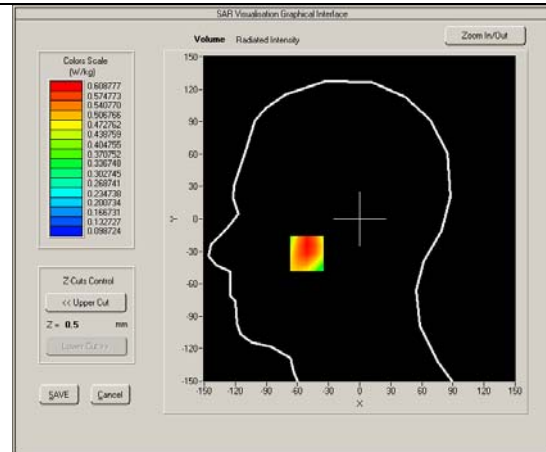 SAR Visualisation Graphical Interface
Volume Radiated Intensity
Zoom In/Out
Colors Scale
(W/kg)
0.608777
0.574773
0.540770
0.506766
0.472762
0.438759
0.404755
0.370752
0.336748
0.302745
0.268741
0.234738
0.200734
0.166731
0.132727
0.098724
150
120
90
60
30
Y 0
-30
-60
-90
-120
-150
-150 -120 -90 -60 -30 0 30 60 90 120 150
X
Z Cuts Control
<< Upper Cut
Z = 0.5 mm
Lower Cut >>
SAVE Cancel